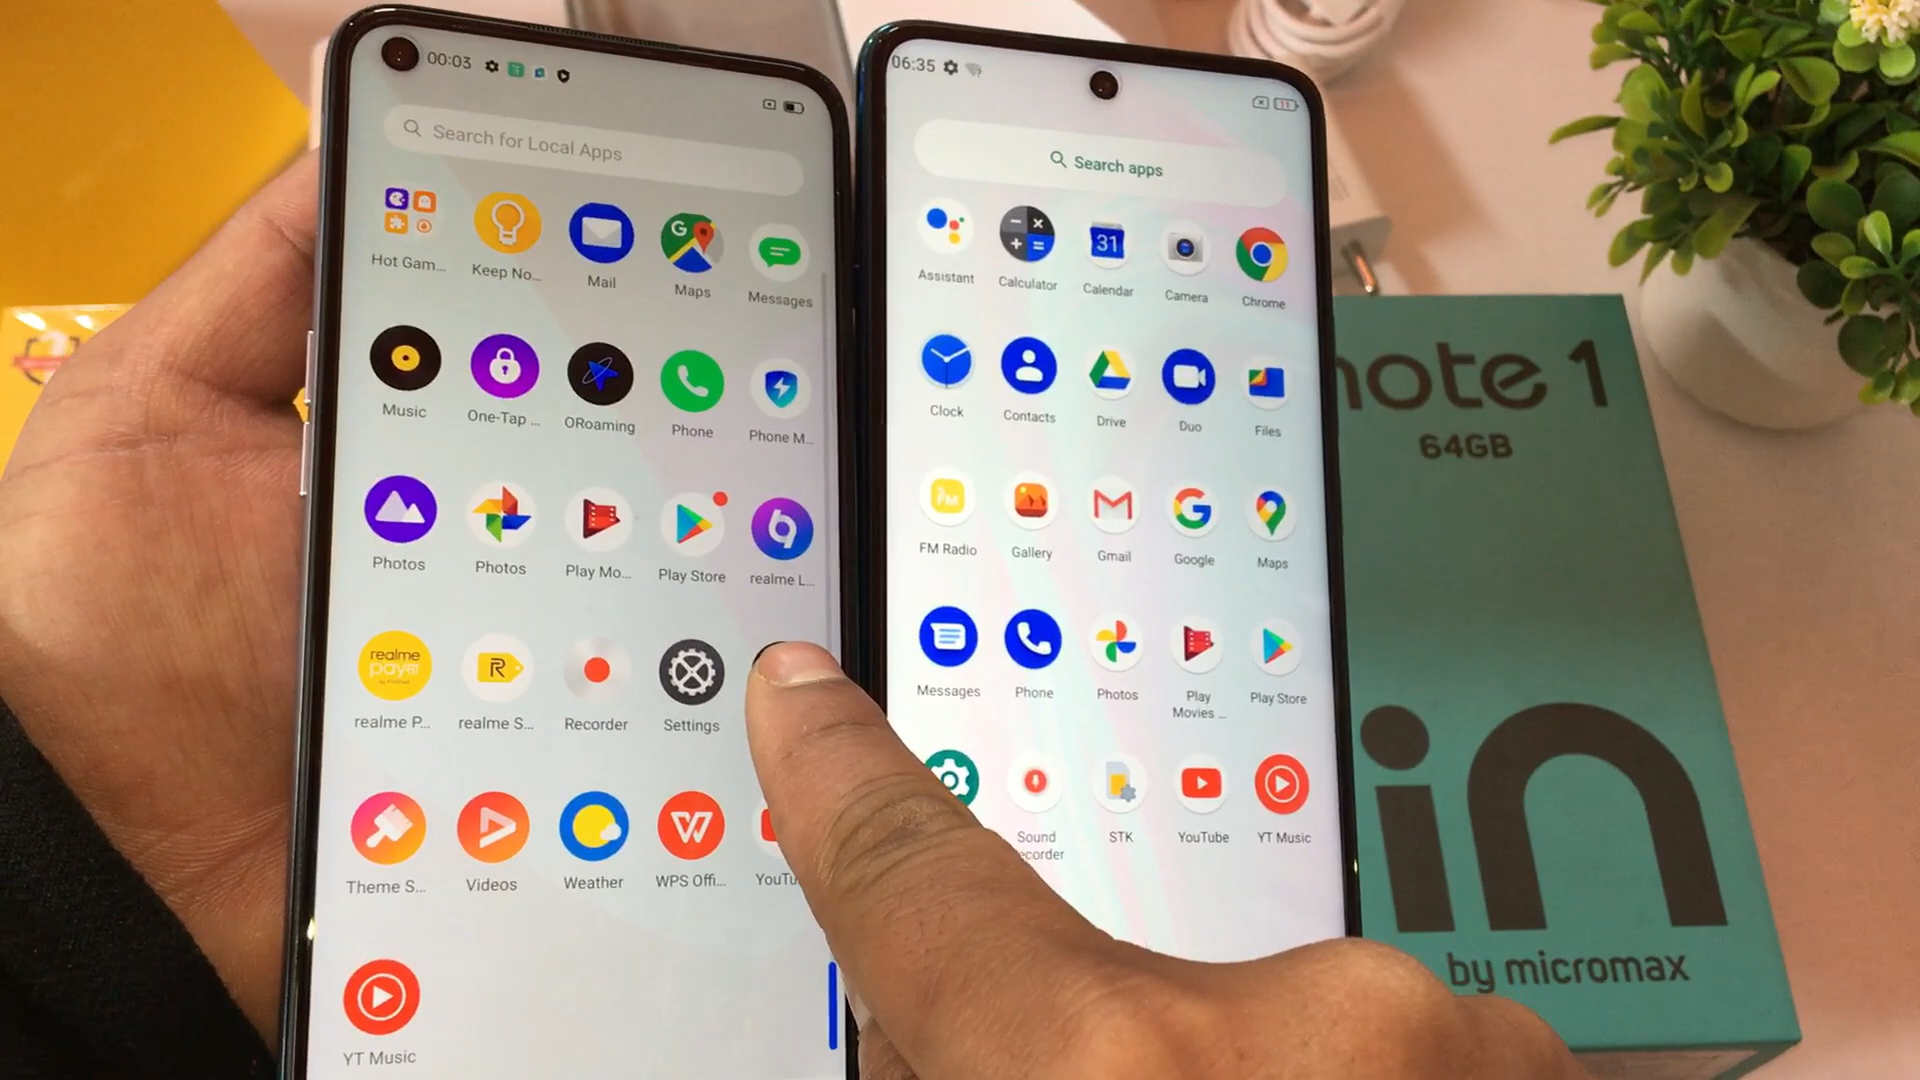 00:03
Search for Local Apps
Hot Gam...
Keep No...
Mail
Maps
Messages
Music
One-Tap ...
ORoaming
Phone
Phone M...
Photos
Photos
Play Mo...
Play Store
realme L...
realme
pay
realme P...
realme S...
Recorder
Settings
Theme S...
Videos
Weather
WPS Offi...
YouTu
YT Music
06:35
11
Search apps
Assistant
Calculator
31
Calendar
Camera
Chrome
Clock
Contacts
Drive
Duo
Files
FM
FM Radio
Gallery
Gmail
Google
Maps
Messages
Phone
Photos
Play
Movies ...
Play Store
Sound
ecorder
STK
YouTube
YT Music
note 1
64GB
in
by micromax